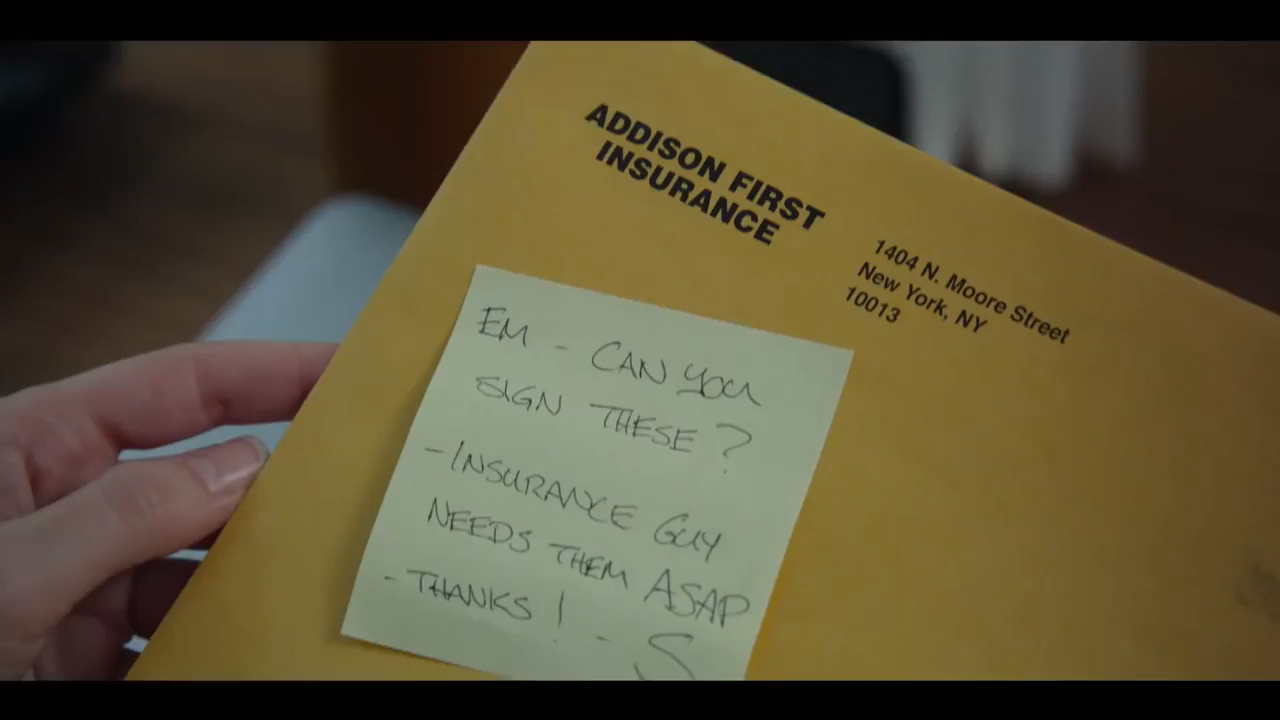 ADDISON FIRST
INSURANCE
1404 N. Moore Street
New York, NY
10013
EM - CAN YOU
SIGN THESE?
- INSURANCE GUY
NEEDS THEM ASAP
- THANKS! - S